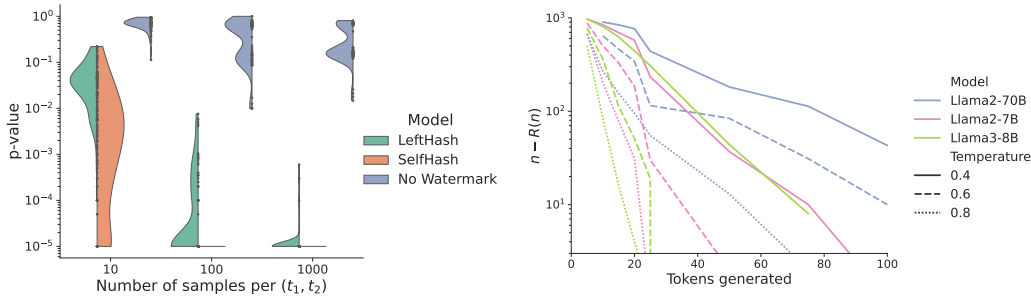 10⁰
10⁻¹
10⁻²
10⁻³
10⁻⁴
10⁻⁵
p-value
10
100
1000
Number of samples per (t₁, t₂)
Model
LeftHash
SelfHash
No Watermark
10³
10²
10¹
n − R(n)
0
20
40
60
80
100
Tokens generated
Model
Llama2-70B
Llama2-7B
Llama3-8B
Temperature
0.4
0.6
0.8